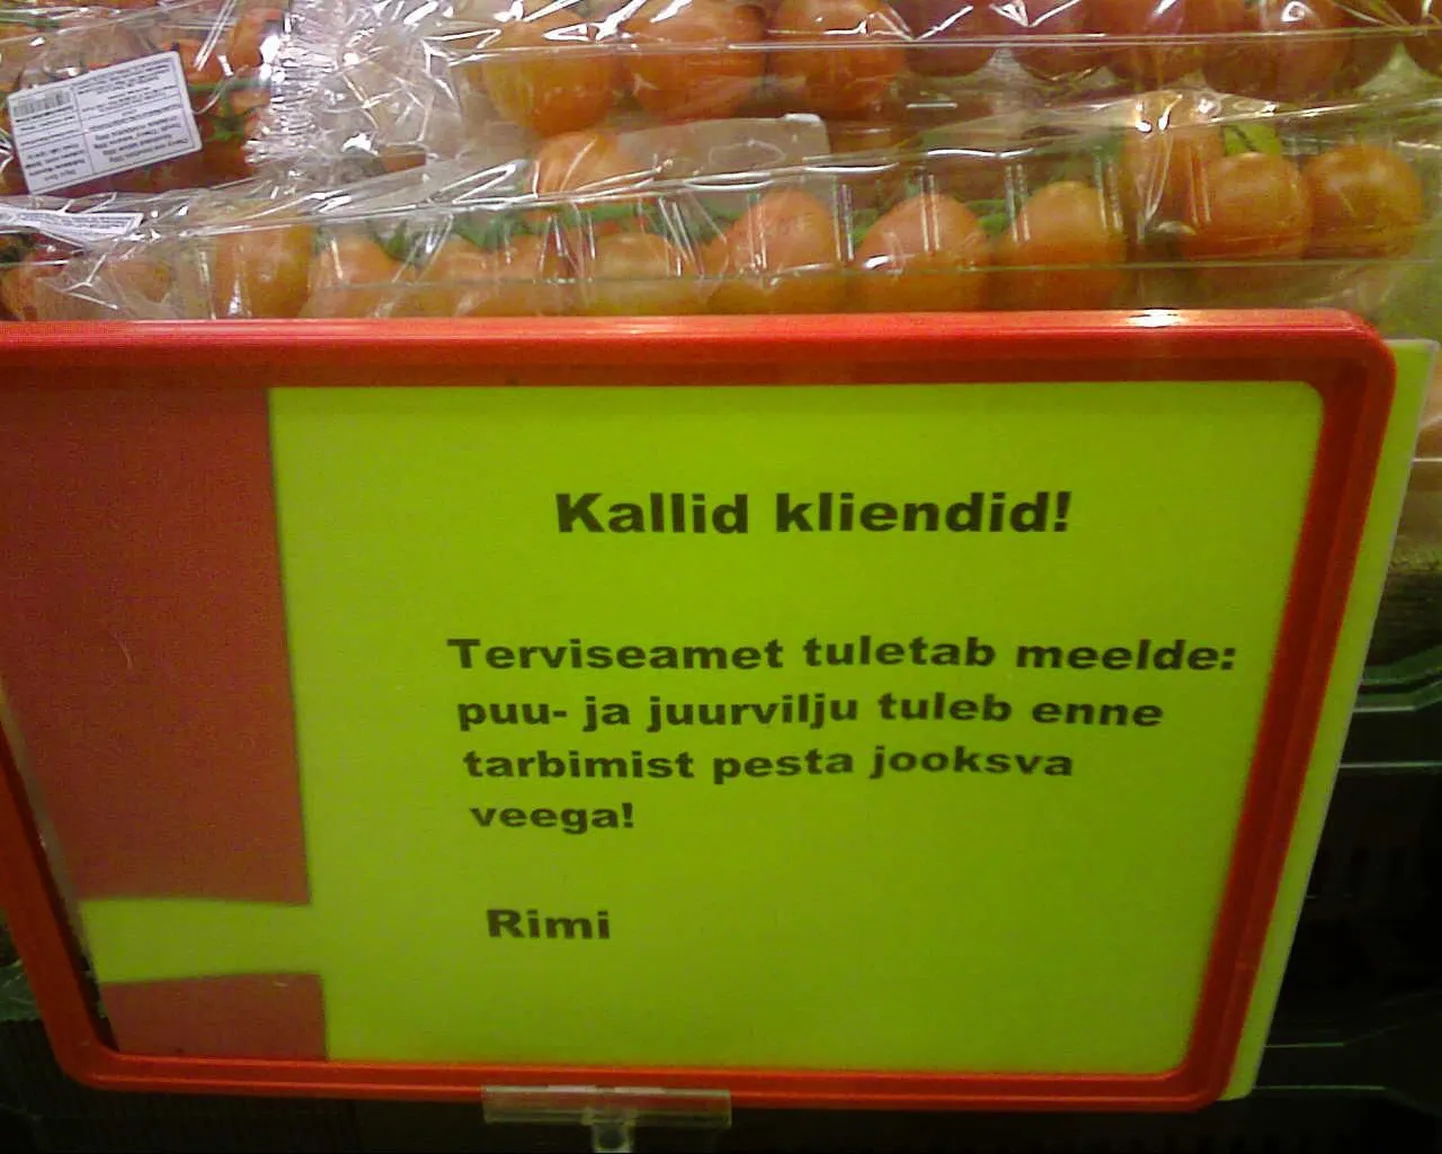 Kallid kliendid!
Terviseamet tuletab meelde:
puu- ja juurvilju tuleb enne
tarbimist pesta jooksva
veega!
Rimi